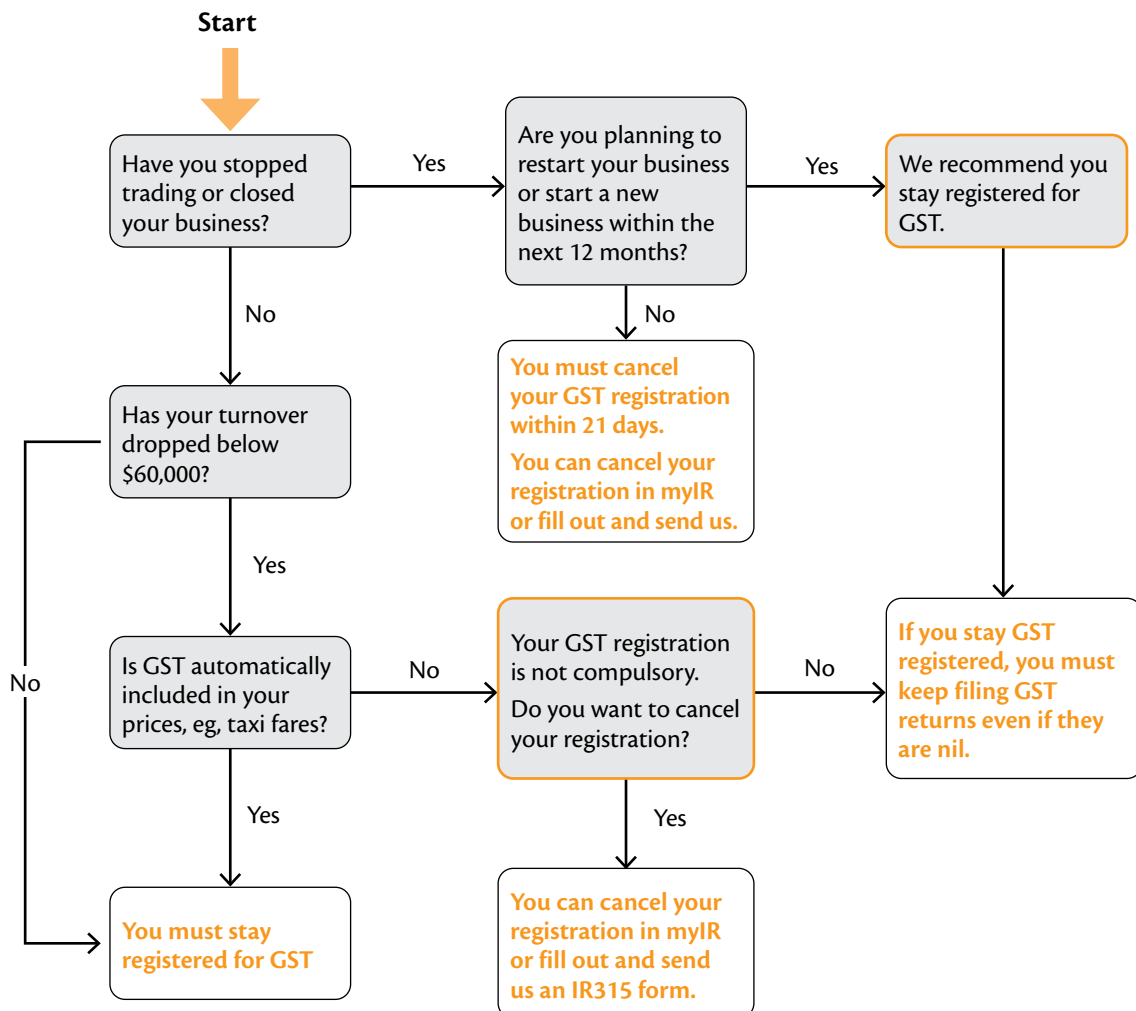 Start
Have you stopped
trading or closed
your business?
Yes
Are you planning to
restart your business
or start a new
business within the
next 12 months?
Yes
We recommend you
stay registered for
GST.
No
No
You must cancel
your GST registration
within 21 days.
You can cancel your
registration in myIR
or fill out and send us.
Has your turnover
dropped below
$60,000?
Yes
No
Is GST automatically
included in your
prices, eg, taxi fares?
No
Your GST registration
is not compulsory.
Do you want to cancel
your registration?
No
If you stay GST
registered, you must
keep filing GST
returns even if they
are nil.
Yes
Yes
You must stay
registered for GST
You can cancel your
registration in myIR
or fill out and send
us an IR315 form.